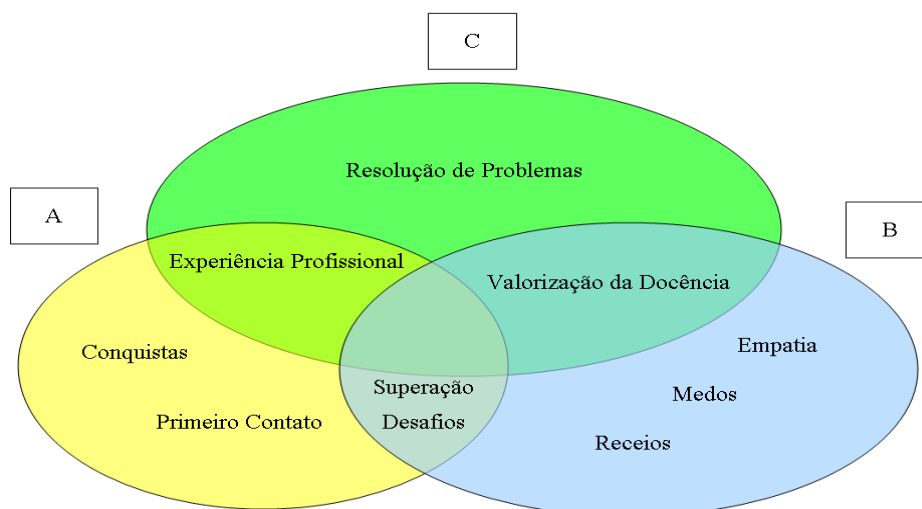 C
Resolução de Problemas
A
B
Experiência Profissional
Valorização da Docência
Conquistas
Empatia
Superação
Medos
Primeiro Contato
Desafios
Receios